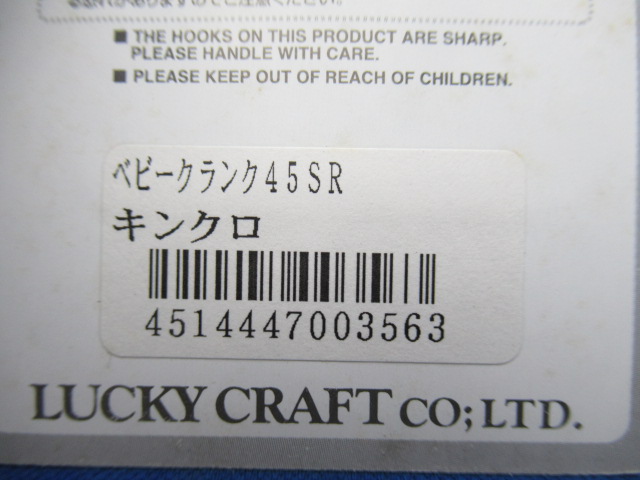 ■ THE HOOKS ON THIS PRODUCT ARE SHARP.
PLEASE HANDLE WITH CARE.
■ PLEASE KEEP OUT OF REACH OF CHILDREN.
ベビークランク45SR
キンクロ
4514447003563
LUCKY CRAFT CO;LTD.